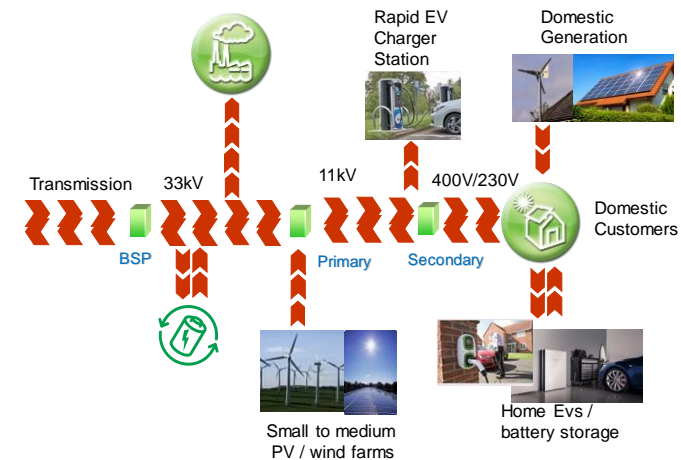 Rapid EV
Charger
Station
Domestic
Generation
Transmission
33kV
11kV
400V/230V
Domestic
Customers
BSP
Primary
Secondary
Small to medium
PV / wind farms
Home Evs /
battery storage